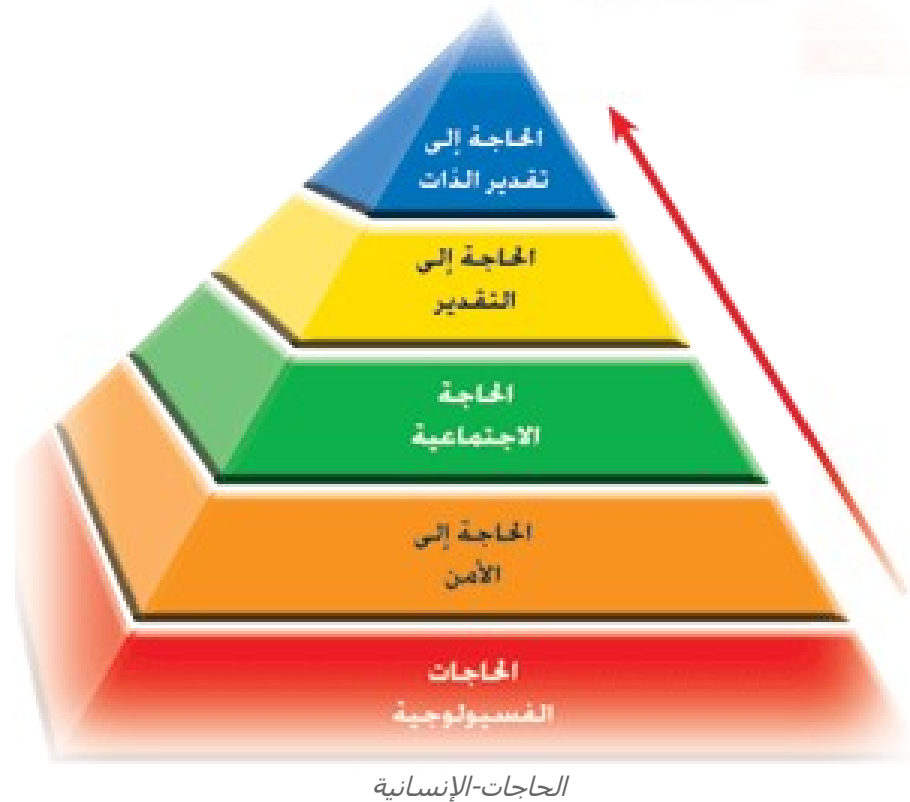 الحاجة إلى
تقدير الذات
الحاجة إلى
التقدير
الحاجة
الاجتماعية
الحاجة إلى
الأمن
الحاجات
الفسيولوجية
الحاجات-الإنسانية